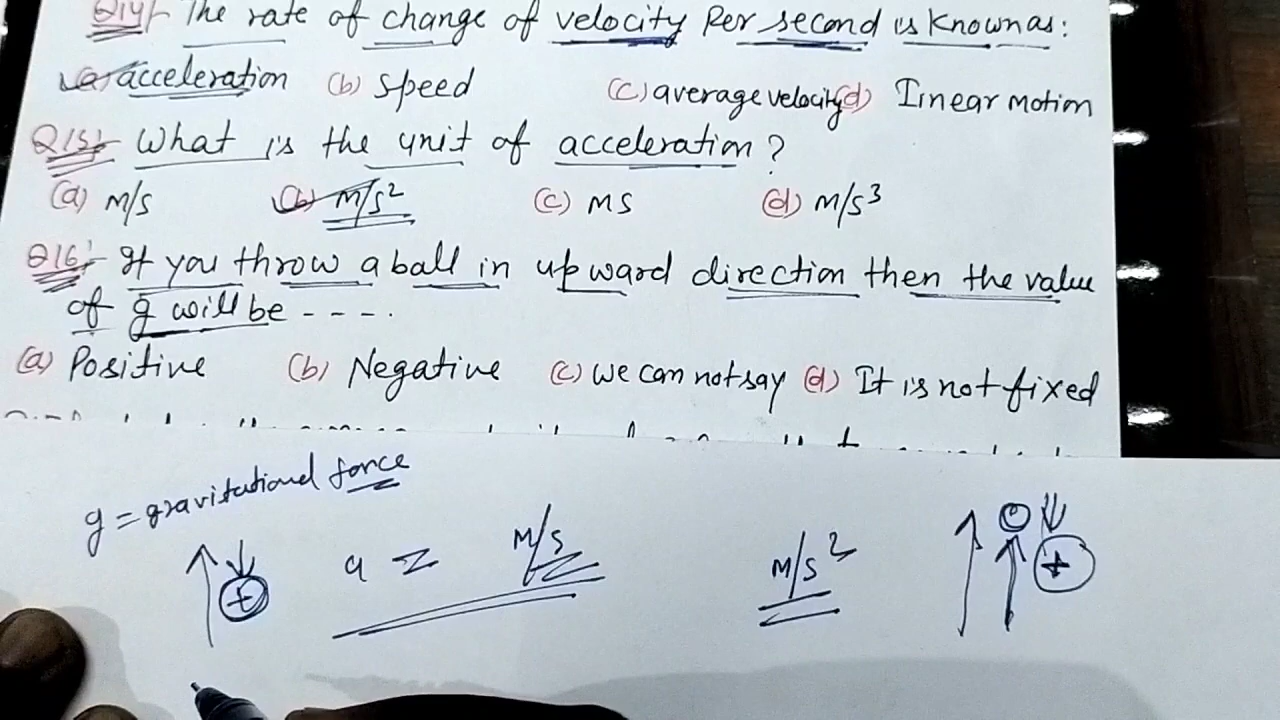 Q14:- The rate of change of velocity Per second is Known as:
(a) acceleration (b) Speed (c) average velocity (d) Linear motion
Q15:- What is the unit of acceleration?
(a) M/S (b) M/S² (c) MS (d) M/S³
Q16:- If you throw a ball in upward direction then the value
of g will be ----.
(a) Positive (b) Negative (c) we can not say (d) It is not fixed
g = gravitational force
a = M/S M/S²
+ +